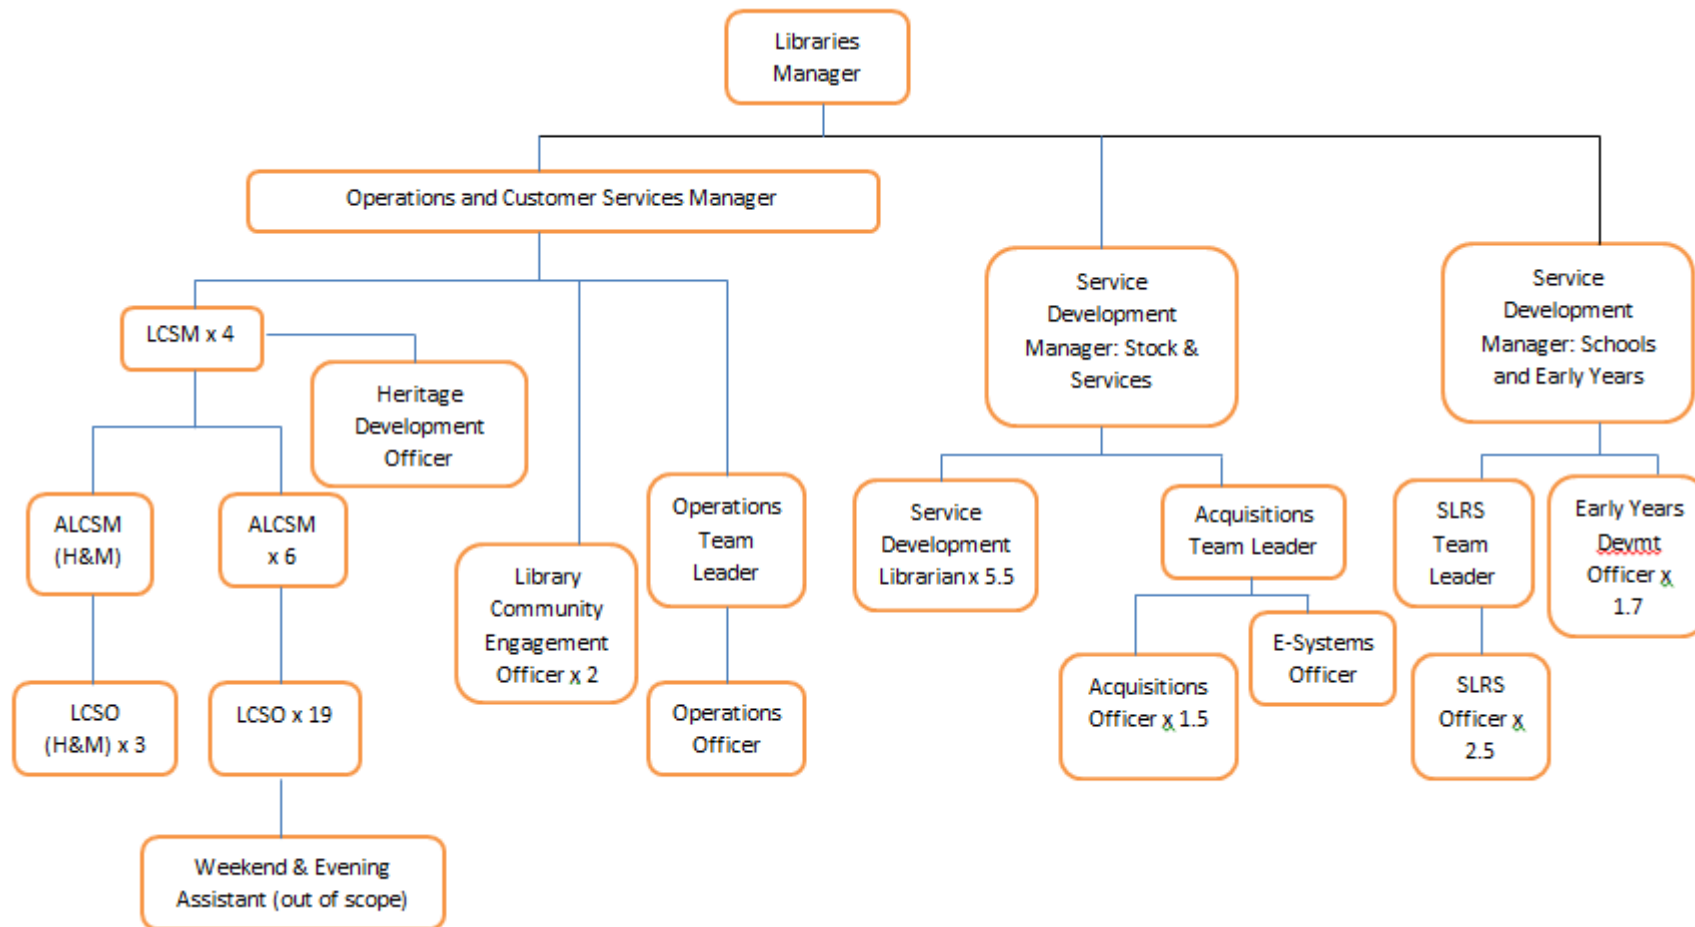 Libraries
Manager
Operations and Customer Services Manager
Service
Development
Manager: Stock &
Services
Service
Development
Manager: Schools
and Early Years
LCSM x 4
Heritage
Development
Officer
ALCSM
(H&M)
ALCSM
x 6
Library
Community
Engagement
Officer x 2
Operations
Team
Leader
Service
Development
Librarian x 5.5
Acquisitions
Team Leader
SLRS
Team
Leader
Early Years
Devmt
Officer x
1.7
LCSO
(H&M) x 3
LCSO x 19
Operations
Officer
Acquisitions
Officer x 1.5
E-Systems
Officer
SLRS
Officer x
2.5
Weekend & Evening
Assistant (out of scope)